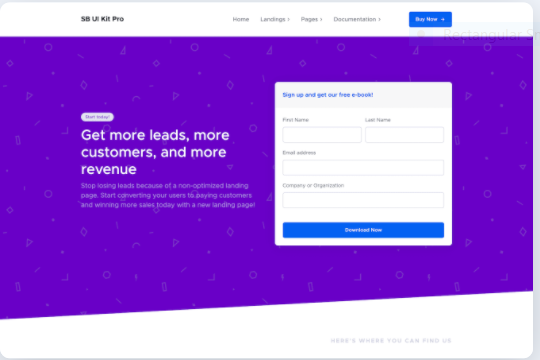 SB UI Kit Pro
Home Landings Pages Documentation Buy Now
Rectangular Sn
Start today!
Get more leads, more
customers, and more
revenue
Stop losing leads because of a non-optimized landing
page. Start converting your users to paying customers
and winning more sales today with a new landing page!
Sign up and get our free e-book!
First Name Last Name
Email address
Company or Organization
Download Now
HERE'S WHERE YOU CAN FIND US